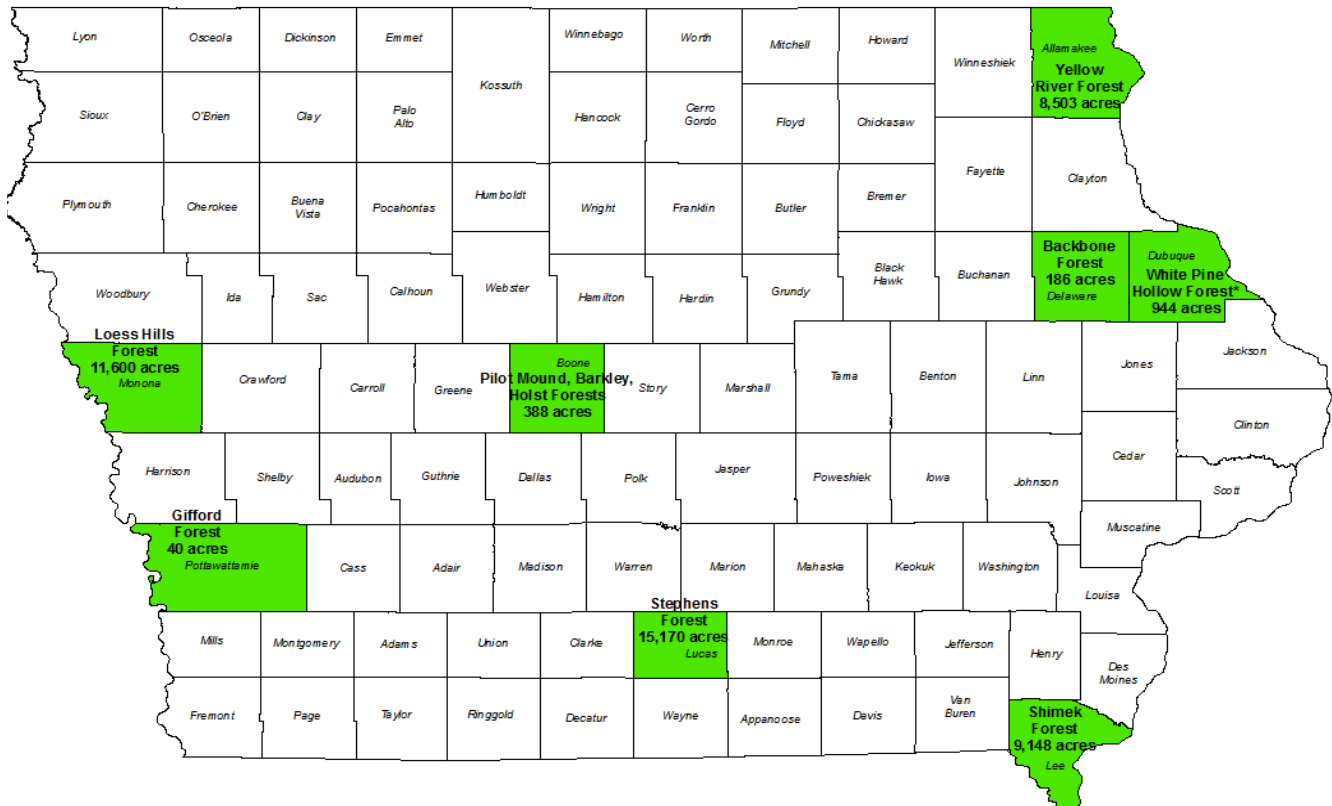 Lyon
Osceola
Dickinson
Emmet
Winnebago
Worth
Mitchell
Howard
Winneshiek
Allamakee
Yellow
River Forest
8,503 acres
Kossuth
Sioux
O'Brien
Clay
Palo
Alto
Hancock
Cerro
Gordo
Floyd
Chickasaw
Fayette
Clayton
Plymouth
Cherokee
Buena
Vista
Pocahontas
Humboldt
Wright
Franklin
Butler
Bremer
Woodbury
Ida
Sac
Calhoun
Webster
Hamilton
Hardin
Grundy
Black
Hawk
Buchanan
Backbone
Forest
186 acres
Delaware
Dubuque
White Pine
Hollow Forest*
944 acres
Loess Hills
Forest
11,600 acres
Monona
Crawford
Carroll
Greene
Boone
Pilot Mound, Barkley,
Holst Forests
388 acres
Story
Marshall
Tama
Benton
Linn
Jones
Jackson
Clinton
Harrison
Shelby
Audubon
Guthrie
Dallas
Polk
Jasper
Poweshiek
Iowa
Johnson
Cedar
Scott
Muscatine
Gifford
Forest
40 acres
Pottawattamie
Cass
Adair
Madison
Warren
Marion
Mahaska
Keokuk
Washington
Louisa
Mills
Montgomery
Adams
Union
Clarke
Stephens
Forest
15,170 acres
Lucas
Monroe
Wapello
Jefferson
Henry
Des
Moines
Fremont
Page
Taylor
Ringgold
Decatur
Wayne
Appanoose
Davis
Van
Buren
Shimek
Forest
9,148 acres
Lee